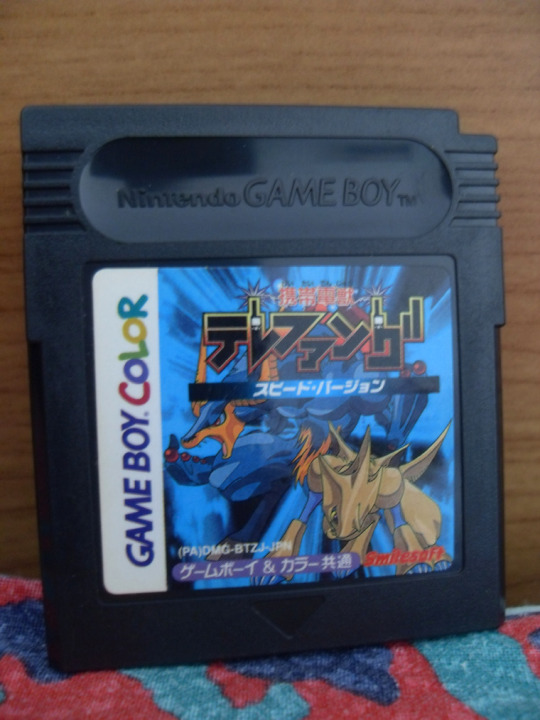 Nintendo GAME BOY TM
GAME BOY COLOR
携帯電獣
テレファング
スピード・バージョン
(PA)DMG-BTZJ-JPN
ゲームボーイ & カラー共通
Smilesoft